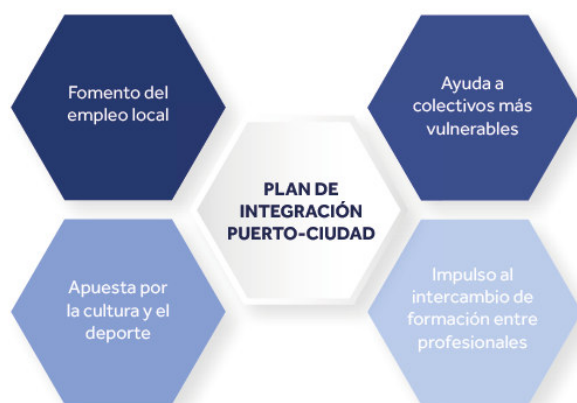 Fomento del
empleo local
Ayuda a
colectivos más
vulnerables
PLAN DE
INTEGRACIÓN
PUERTO-CIUDAD
Apuesta por
la cultura y el
deporte
Impulso al
intercambio de
formación entre
profesionales